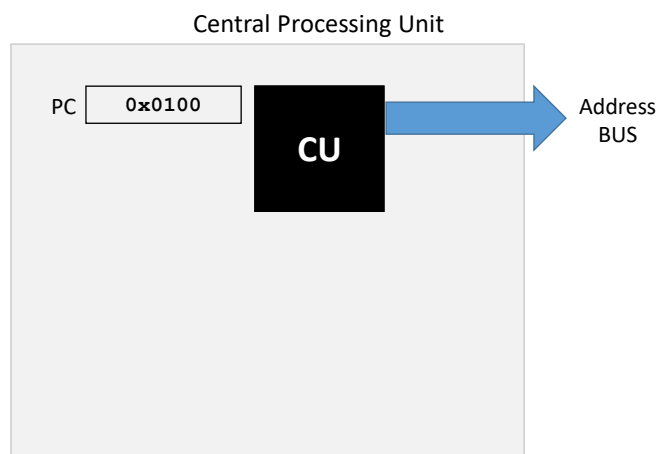 Central Processing Unit
PC
0x0100
CU
Address
BUS